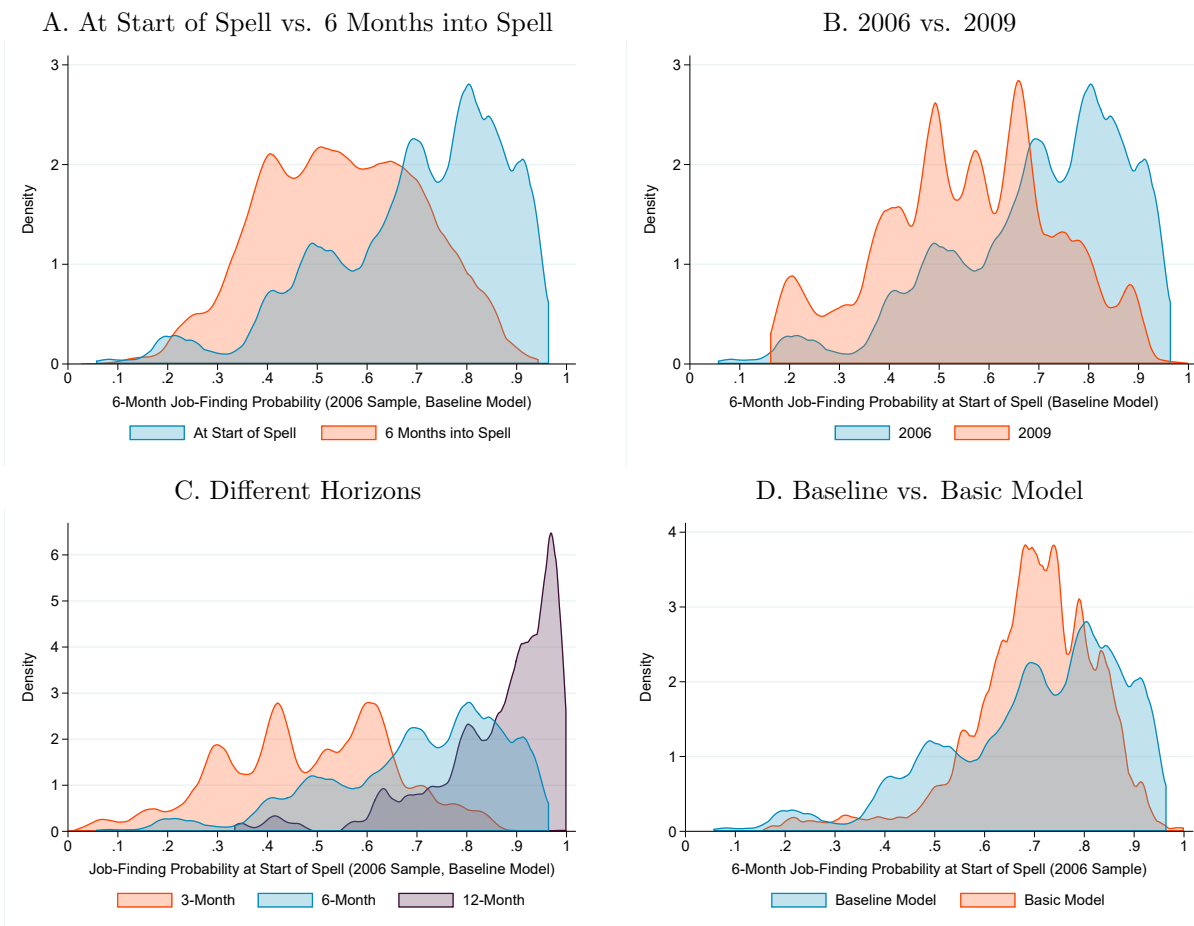 A. At Start of Spell vs. 6 Months into Spell
Density
3
2
1
0
0 .1 .2 .3 .4 .5 .6 .7 .8 .9 1
6-Month Job-Finding Probability (2006 Sample, Baseline Model)
At Start of Spell 6 Months into Spell
B. 2006 vs. 2009
Density
3
2
1
0
0 .1 .2 .3 .4 .5 .6 .7 .8 .9 1
6-Month Job-Finding Probability at Start of Spell (Baseline Model)
2006 2009
C. Different Horizons
Density
6
5
4
3
2
1
0
0 .1 .2 .3 .4 .5 .6 .7 .8 .9 1
Job-Finding Probability at Start of Spell (2006 Sample, Baseline Model)
3-Month 6-Month 12-Month
D. Baseline vs. Basic Model
Density
4
3
2
1
0
0 .1 .2 .3 .4 .5 .6 .7 .8 .9 1
6-Month Job-Finding Probability at Start of Spell (2006 Sample)
Baseline Model Basic Model